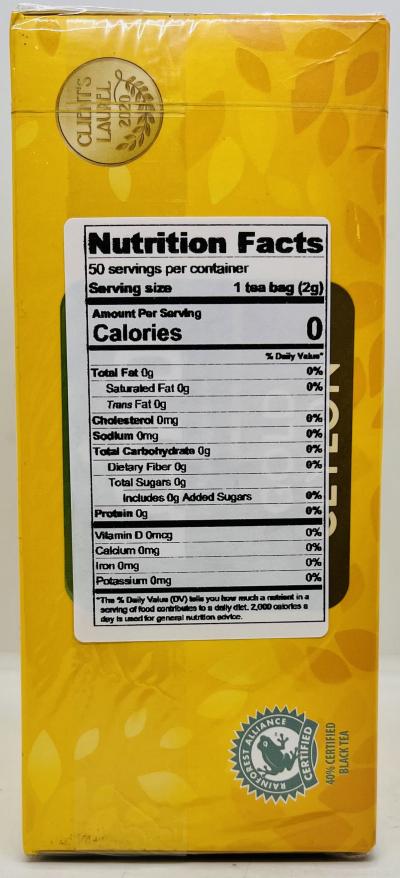 CLIENT'S
LAUREL
2020
Nutrition Facts
50 servings per container
Serving size 1 tea bag (2g)
Amount Per Serving
Calories 0
% Daily Value*
Total Fat 0g 0%
Saturated Fat 0g 0%
Trans Fat 0g
Cholesterol 0mg 0%
Sodium 0mg 0%
Total Carbohydrate 0g 0%
Dietary Fiber 0g 0%
Total Sugars 0g
Includes 0g Added Sugars 0%
Protein 0g 0%
Vitamin D 0mcg 0%
Calcium 0mg 0%
Iron 0mg 0%
Potassium 0mg 0%
*The % Daily Value (DV) tells you how much a nutrient in a
serving of food contributes to a daily diet. 2,000 calories a
day is used for general nutrition advice.
CEYLON
RAINFOREST ALLIANCE
CERTIFIED
40% CERTIFIED
BLACK TEA